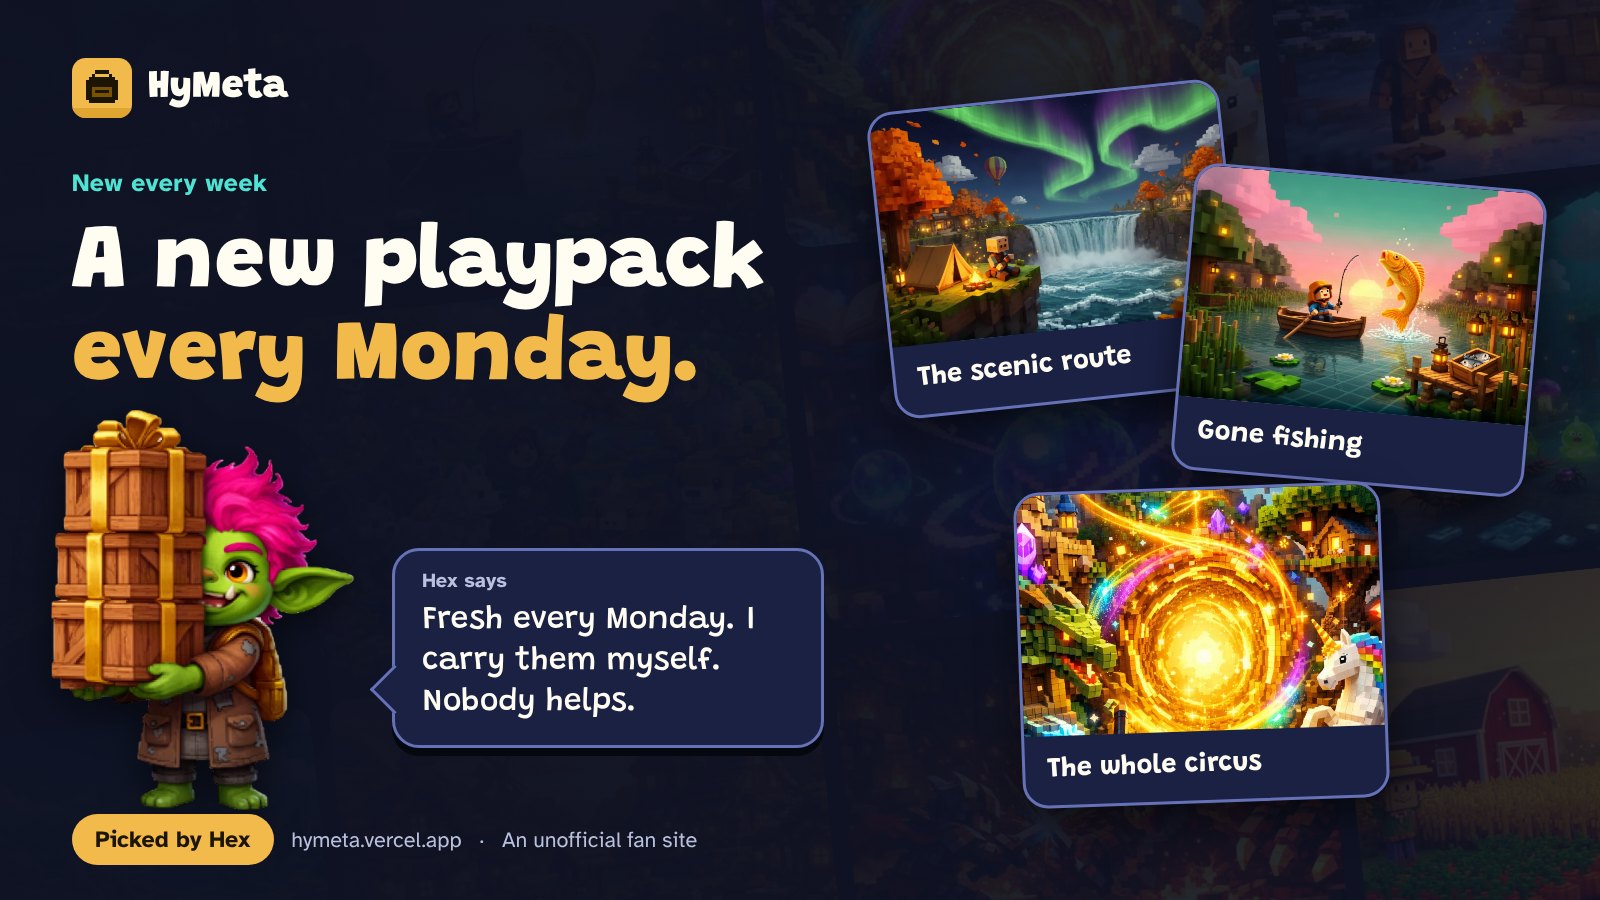 HyMeta
New every week
A new playpack
every Monday.
Hex says
Fresh every Monday. I
carry them myself.
Nobody helps.
Picked by Hex
hymeta.vercel.app · An unofficial fan site
The scenic route
Gone fishing
The whole circus